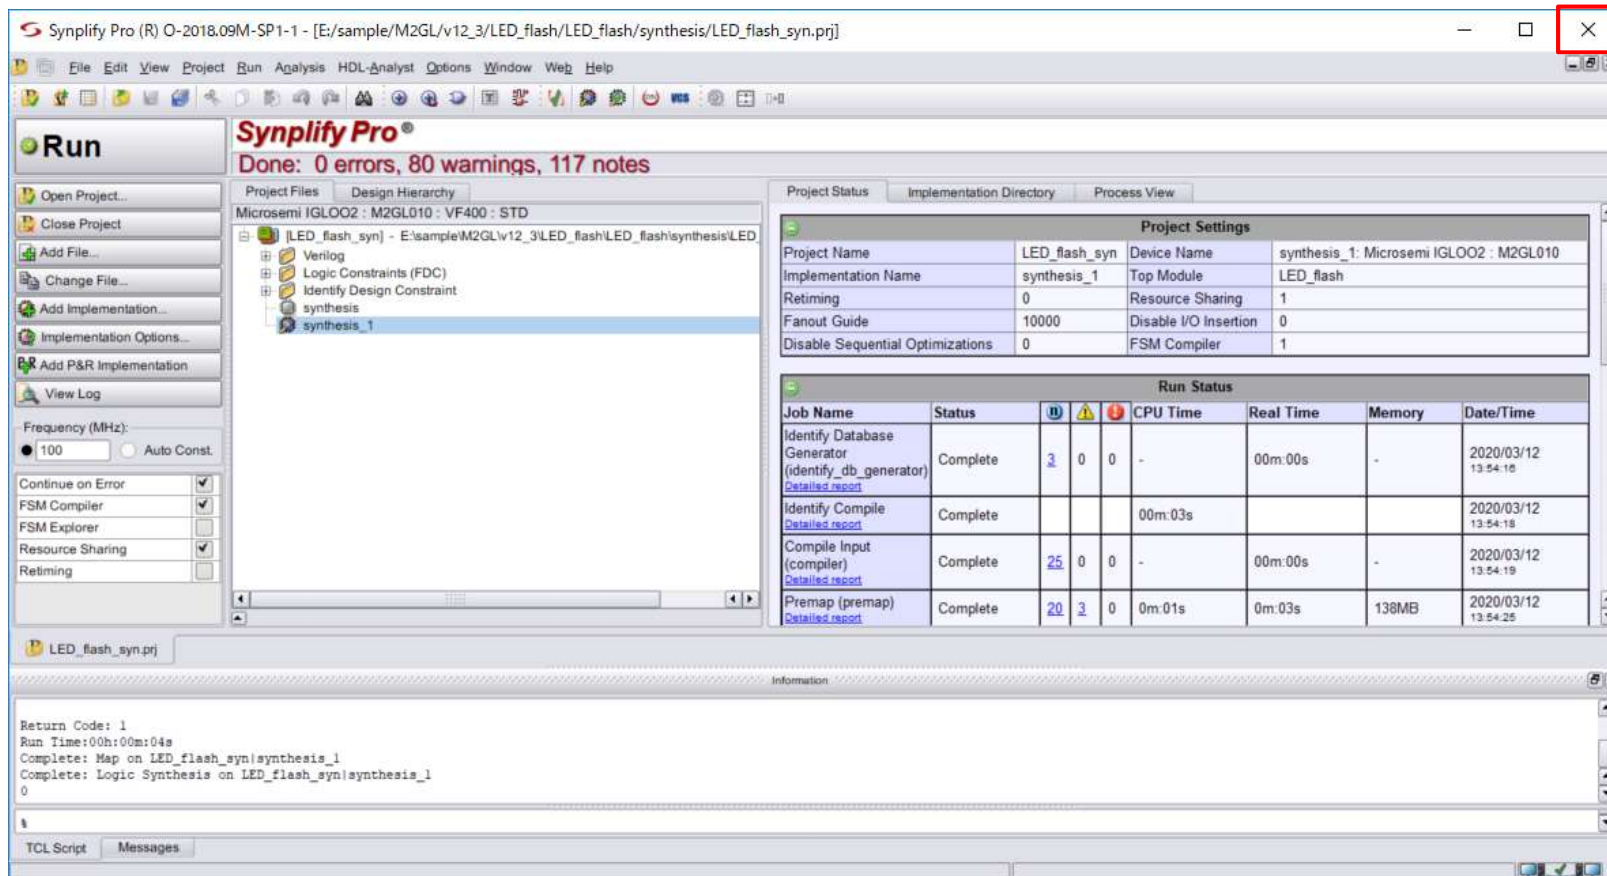 Synplify Pro (R) O-2018.09M-SP1-1 - [E:/sample/M2GL/v12_3/LED_flash/LED_flash/synthesis/LED_flash_syn.prj]
File Edit View Project Run Analysis HDL-Analyst Options Window Web Help
VCS
Run
Synplify Pro®
Done: 0 errors, 80 warnings, 117 notes
Open Project...
Close Project
Add File...
Change File...
Add Implementation...
Implementation Options...
P&R Add P&R Implementation
View Log
Frequency (MHz):
100 Auto Const.
Continue on Error
FSM Compiler
FSM Explorer
Resource Sharing
Retiming
Project Files Design Hierarchy
Microsemi IGLOO2 : M2GL010 : VF400 : STD
[LED_flash_syn] - E:\sample\M2GL\v12_3\LED_flash\LED_flash\synthesis\LED_
Verilog
Logic Constraints (FDC)
Identify Design Constraint
synthesis
synthesis_1
Project Status Implementation Directory Process View
Project Settings
Project Name LED_flash_syn Device Name synthesis_1: Microsemi IGLOO2 : M2GL010
Implementation Name synthesis_1 Top Module LED_flash
Retiming 0 Resource Sharing 1
Fanout Guide 10000 Disable I/O Insertion 0
Disable Sequential Optimizations 0 FSM Compiler 1
Run Status
Job Name Status n ! ! CPU Time Real Time Memory Date/Time
Identify Database
Generator
(identify_db_generator)
Detailed report
Complete 3 0 0 - 00m:00s - 2020/03/12
13:54:16
Identify Compile
Detailed report
Complete 00m:03s 2020/03/12
13:54:18
Compile Input
(compiler)
Detailed report
Complete 25 0 0 - 00m:00s - 2020/03/12
13:54:19
Premap (premap)
Detailed report
Complete 20 3 0 0m:01s 0m:03s 138MB 2020/03/12
13:54:25
LED_flash_syn.prj
Information
Return Code: 1
Run Time:00h:00m:04s
Complete: Map on LED_flash_syn|synthesis_1
Complete: Logic Synthesis on LED_flash_syn|synthesis_1
0
%
TCL Script Messages